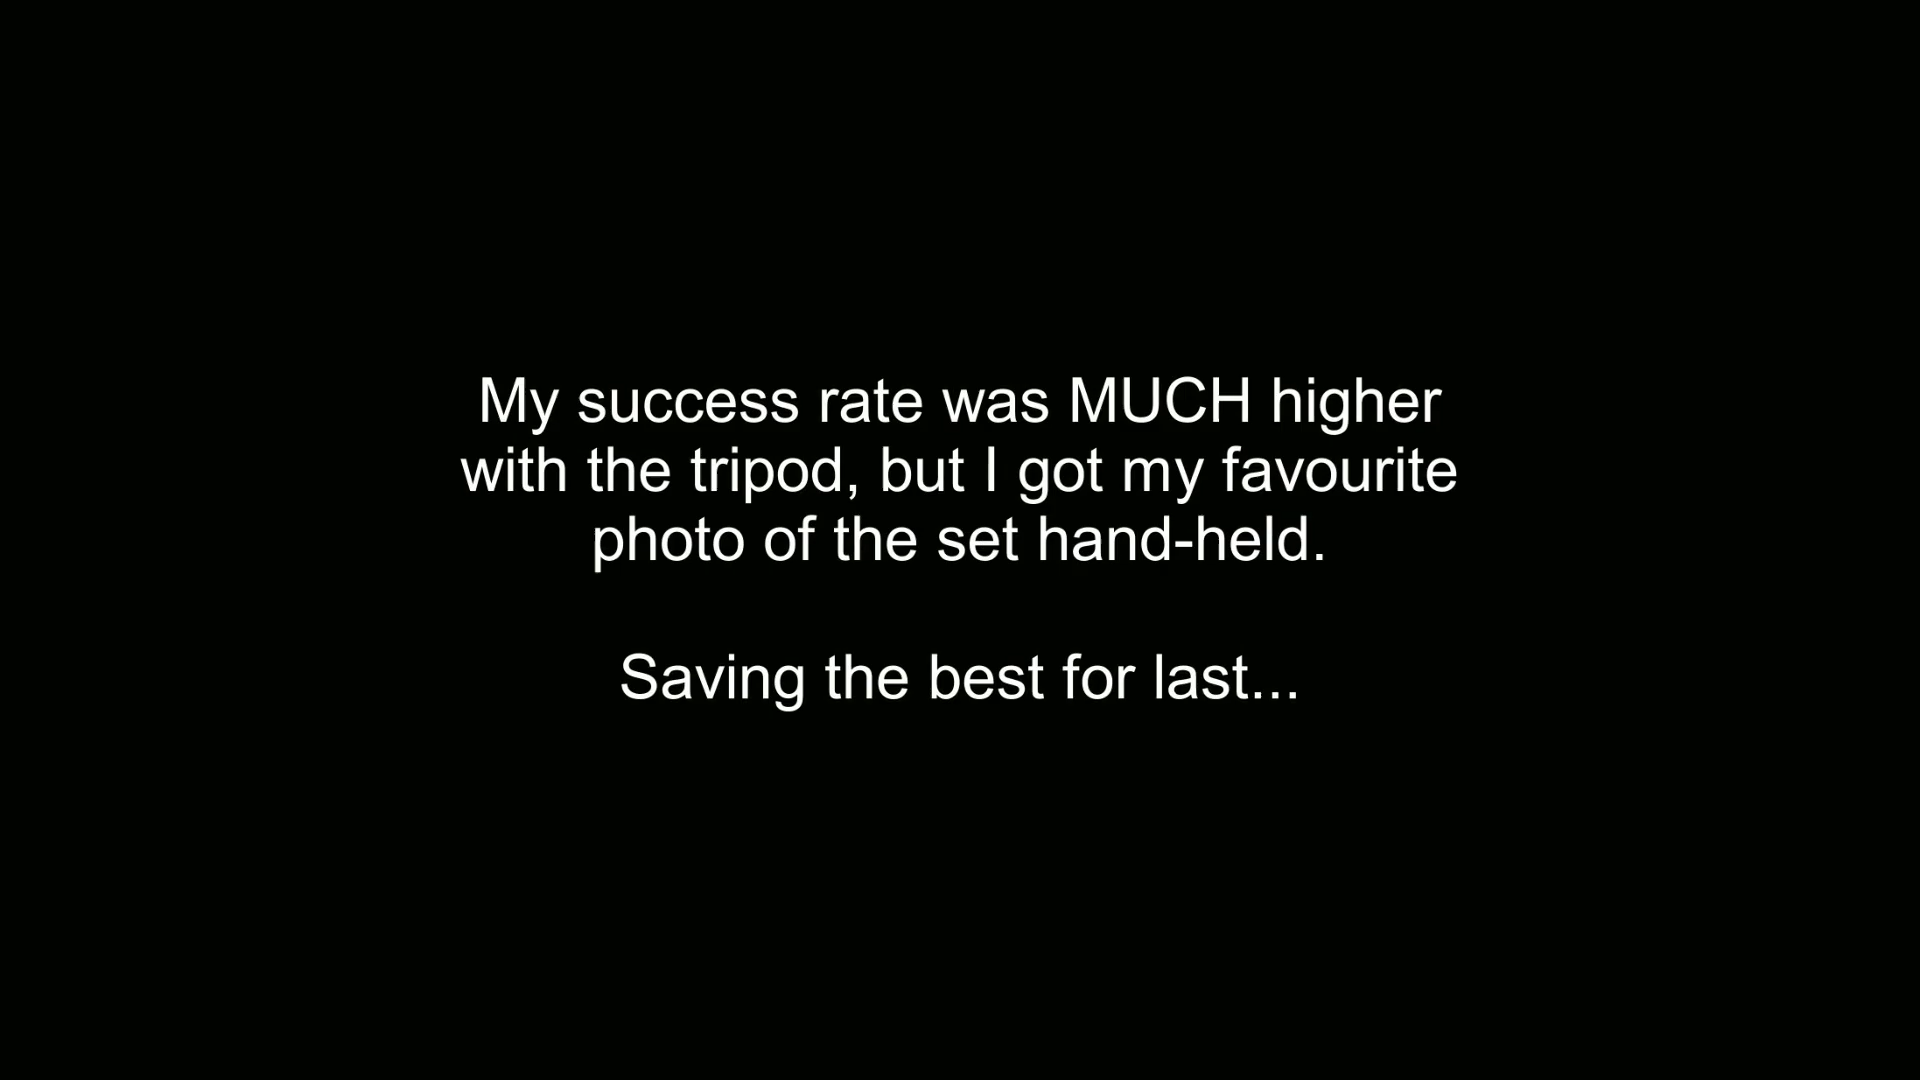 My success rate was MUCH higher
with the tripod, but I got my favourite
photo of the set hand-held.
Saving the best for last...